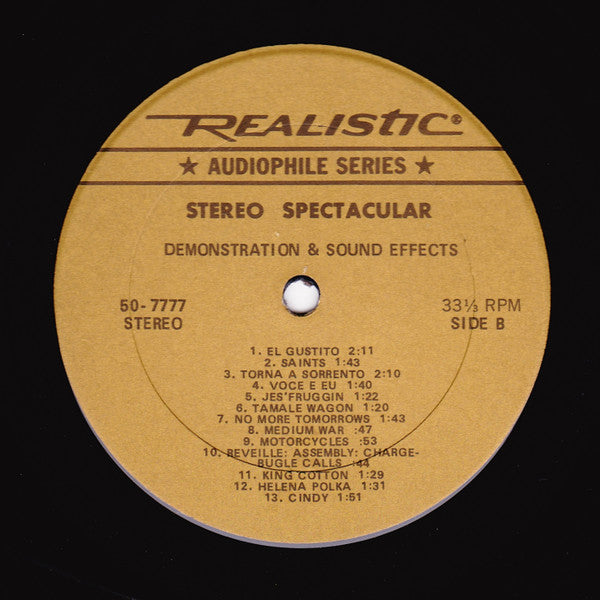 REALISTIC®
★ AUDIOPHILE SERIES ★
STEREO SPECTACULAR
DEMONSTRATION & SOUND EFFECTS
50-7777
STEREO
33⅓ RPM
SIDE B
1. EL GUSTITO 2:11
2. SAINTS 1:43
3. TORNA A SORRENTO 2:10
4. VOCE E EU 1:40
5. JES'FRUGGIN 1:22
6. TAMALE WAGON 1:20
7. NO MORE TOMORROWS 1:43
8. MEDIUM WAR :47
9. MOTORCYCLES :53
10. REVEILLE: ASSEMBLY: CHARGE-
BUGLE CALLS :44
11. KING COTTON 1:29
12. HELENA POLKA 1:31
13. CINDY 1:51